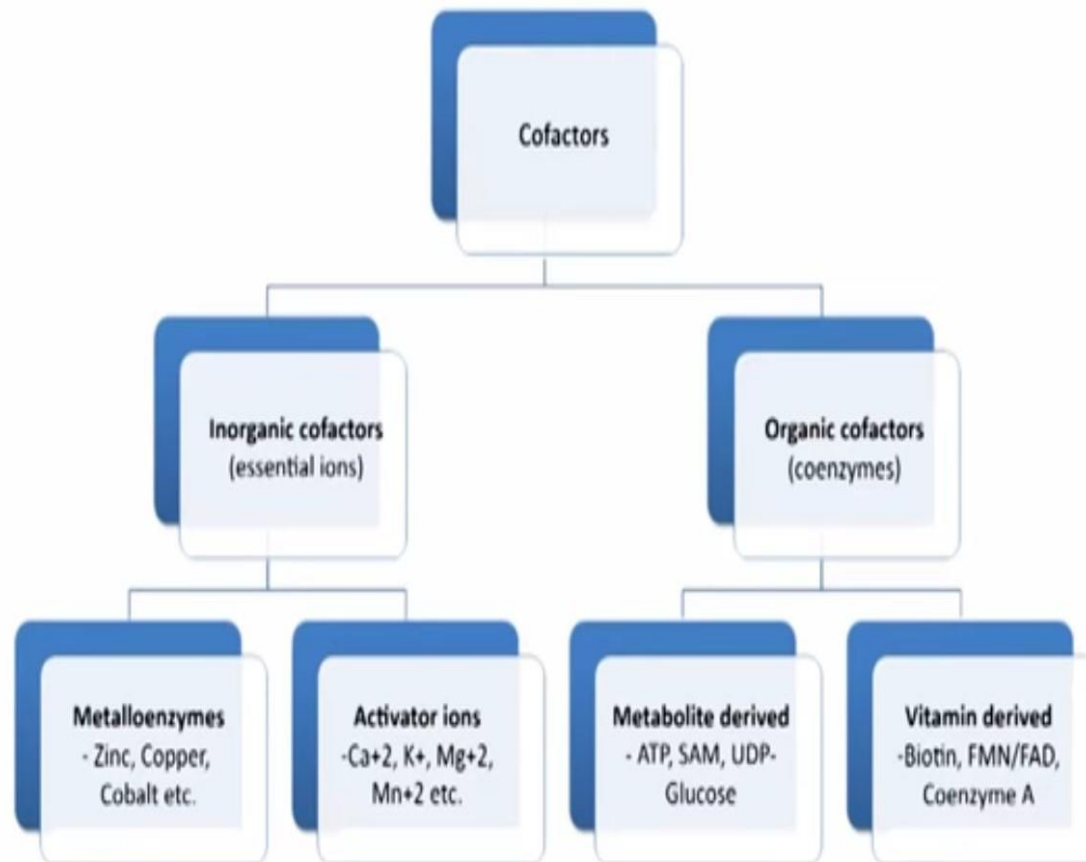 Cofactors
Inorganic cofactors
(essential ions)
Organic cofactors
(coenzymes)
Metalloenzymes
- Zinc, Copper,
Cobalt etc.
Activator ions
-Ca+2, K+, Mg+2,
Mn+2 etc.
Metabolite derived
- ATP, SAM, UDP-
Glucose
Vitamin derived
-Biotin, FMN/FAD,
Coenzyme A